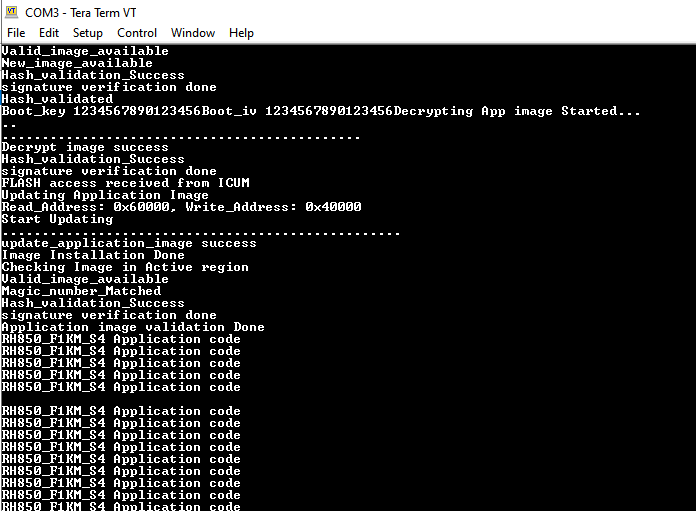 COM3 - Tera Term VT
File Edit Setup Control Window Help
Valid_image_available
New_image_available
Hash_validation_Success
signature verification done
Hash_validated
Boot_key 1234567890123456Boot_iv 1234567890123456Decrypting App image Started...
--
.............................................
Decrypt image success
Hash_validation_Success
signature verification done
FLASH access received from ICUM
Updating Application Image
Read_Address: 0x60000, Write_Address: 0x40000
Start Updating
..................................................
update_application_image success
Image Installation Done
Checking Image in Active region
Valid_image_available
Magic_number_Matched
Hash_validation_Success
signature verification done
Application image validation Done
RH850_F1KM_S4 Application code
RH850_F1KM_S4 Application code
RH850_F1KM_S4 Application code
RH850_F1KM_S4 Application code
RH850_F1KM_S4 Application code
RH850_F1KM_S4 Application code
RH850_F1KM_S4 Application code
RH850_F1KM_S4 Application code
RH850_F1KM_S4 Application code
RH850_F1KM_S4 Application code
RH850_F1KM_S4 Application code
RH850_F1KM_S4 Application code
RH850_F1KM_S4 Application code
RH850_F1KM_S4 Application code